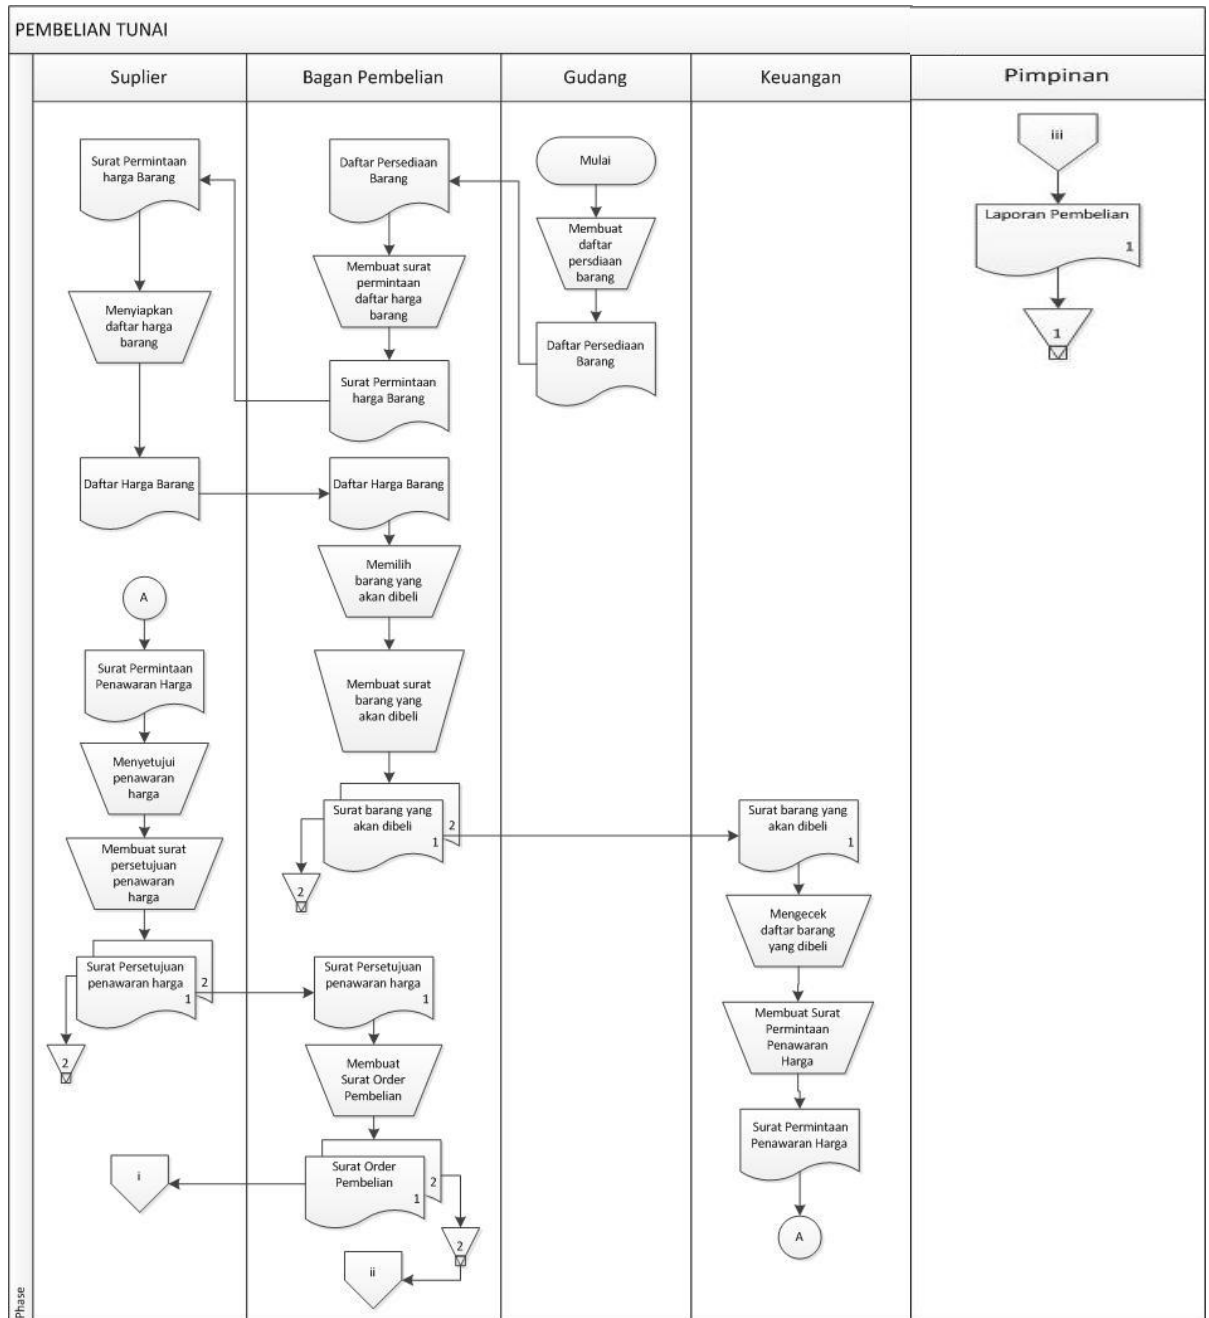 PEMBELIAN TUNAI
Suplier
Bagan Pembelian
Gudang
Keuangan
Pimpinan
Surat Permintaan
harga Barang
Menyiapkan
daftar harga
barang
Daftar Harga Barang
A
Surat Permintaan
Penawaran Harga
Menyetujui
penawaran
harga
Membuat surat
persetujuan
penawaran
harga
Surat Persetujuan
penawaran harga
1
2
2
i
Daftar Persediaan
Barang
Membuat surat
permintaan
daftar harga
barang
Surat Permintaan
harga Barang
Daftar Harga Barang
Memilih
barang yang
akan dibeli
Membuat surat
barang yang
akan dibeli
Surat barang yang
akan dibeli
1
2
2
Surat Persetujuan
penawaran harga
1
Membuat
Surat Order
Pembelian
Surat Order
Pembelian
1
2
2
ii
Mulai
Membuat
daftar
persdiaan
barang
Daftar Persediaan
Barang
Surat barang yang
akan dibeli
1
Mengecek
daftar barang
yang dibeli
Membuat Surat
Permintaan
Penawaran
Harga
Surat Permintaan
Penawaran Harga
A
iii
Laporan Pembelian
1
1
Phase